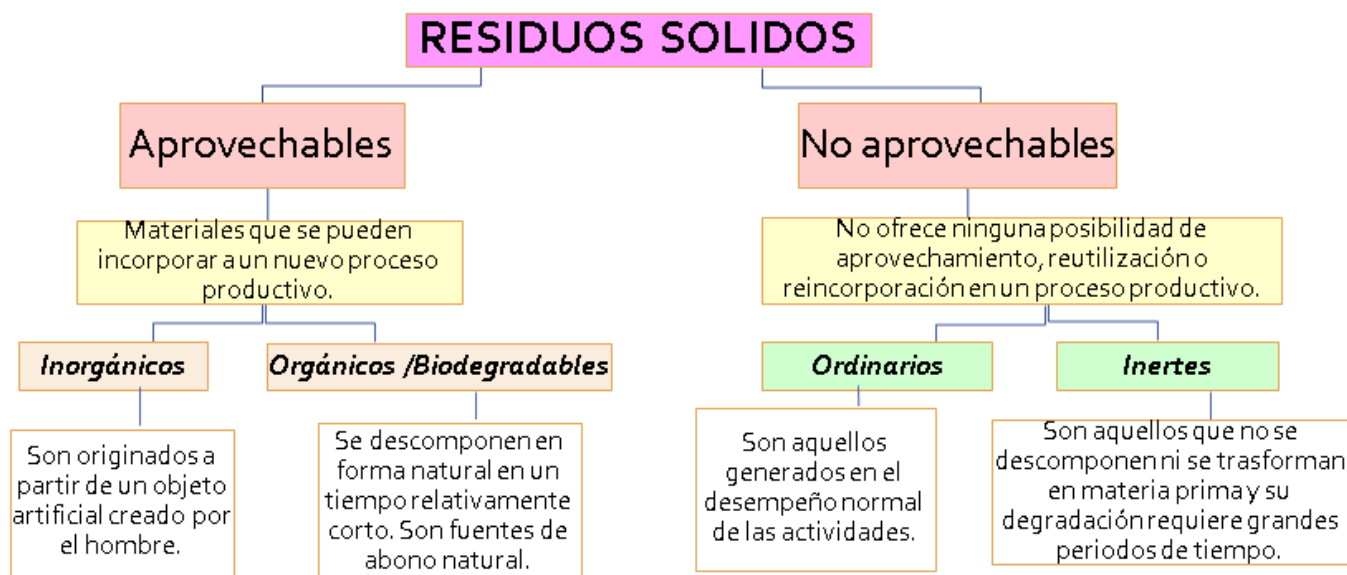 RESIDUOS SOLIDOS
Aprovechables
No aprovechables
Materiales que se pueden
incorporar a un nuevo proceso
productivo.
No ofrece ninguna posibilidad de
aprovechamiento, reutilización o
reincorporación en un proceso productivo.
Inorgánicos
Orgánicos /Biodegradables
Ordinarios
Inertes
Son originados a
partir de un objeto
artificial creado por
el hombre.
Se descomponen en
forma natural en un
tiempo relativamente
corto. Son fuentes de
abono natural.
Son aquellos
generados en el
desempeño normal
de las actividades.
Son aquellos que no se
descomponen ni se trasforman
en materia prima y su
degradación requiere grandes
periodos de tiempo.